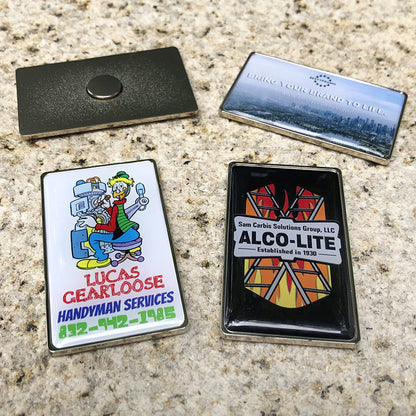 BRING YOUR BRAND TO LIFE.
LUCAS
GEARLOOSE
HANDYMAN SERVICES
832-942-1985
Sam Carbis Solutions Group, LLC
ALCO-LITE
Established in 1930